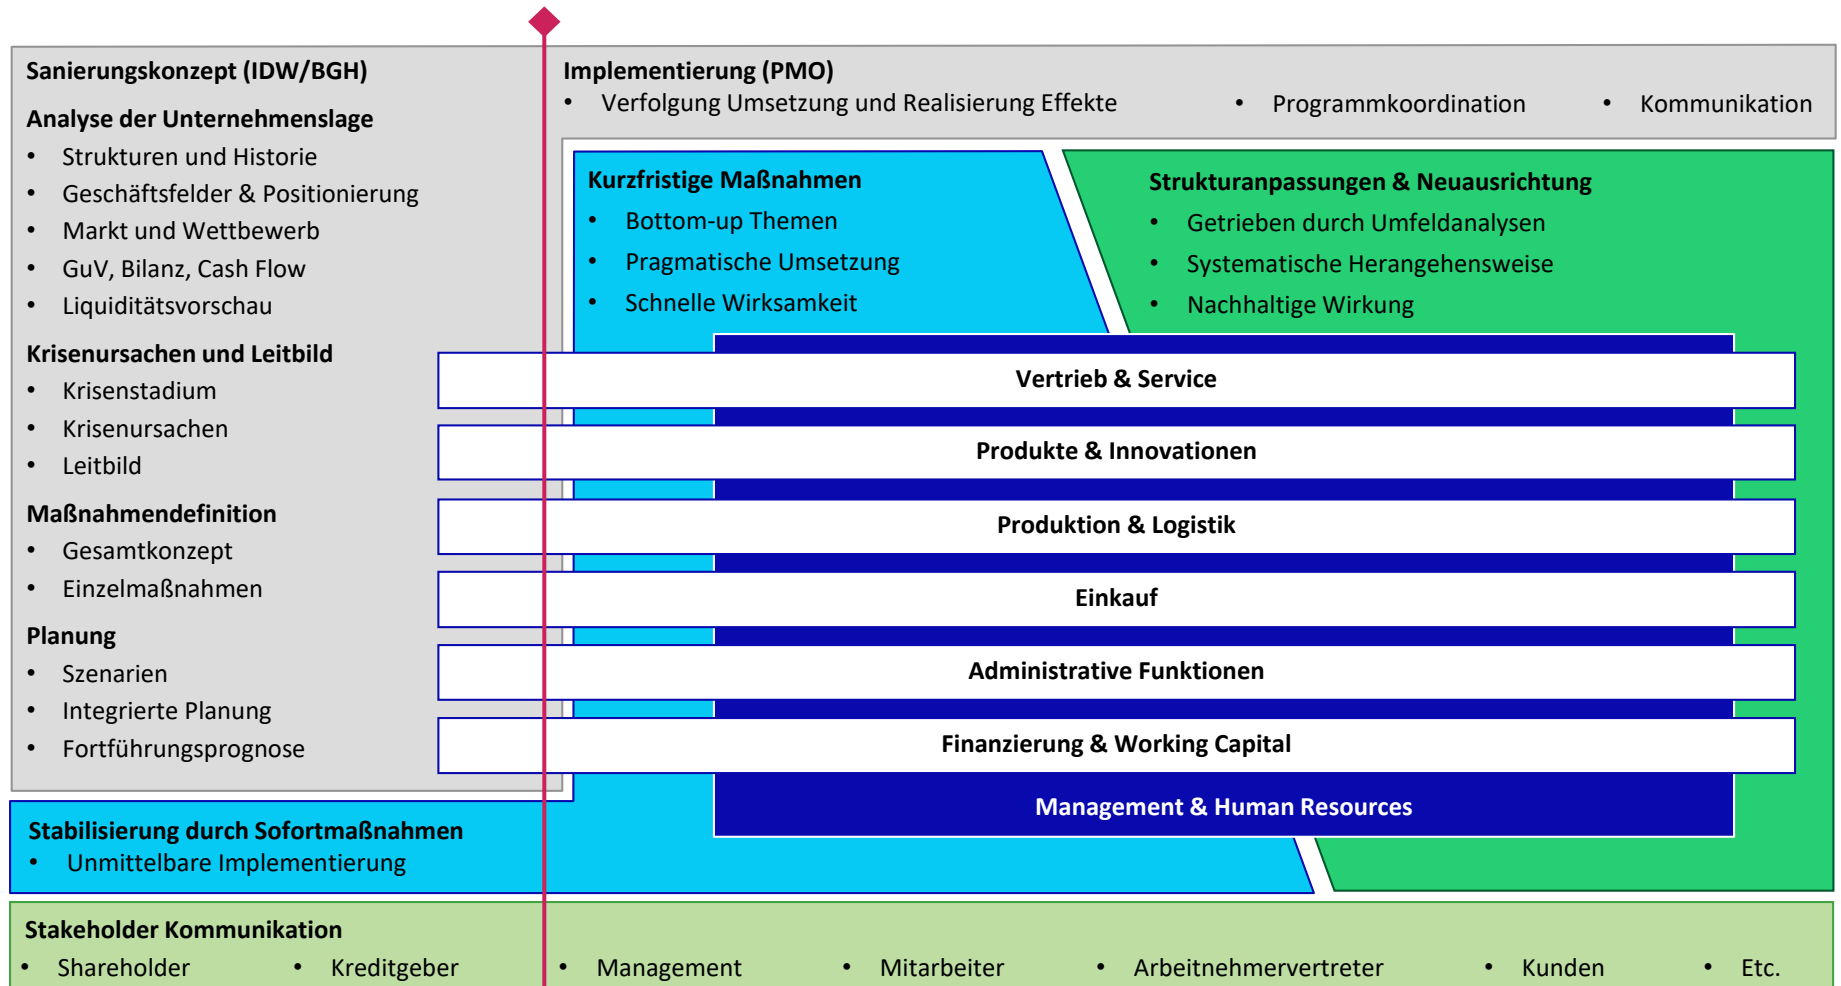 Sanierungskonzept (IDW/BGH)
Analyse der Unternehmenslage
• Strukturen und Historie
• Geschäftsfelder & Positionierung
• Markt und Wettbewerb
• GuV, Bilanz, Cash Flow
• Liquiditätsvorschau
Krisenursachen und Leitbild
• Krisenstadium
• Krisenursachen
• Leitbild
Maßnahmendefinition
• Gesamtkonzept
• Einzelmaßnahmen
Planung
• Szenarien
• Integrierte Planung
• Fortführungsprognose
Implementierung (PMO)
• Verfolgung Umsetzung und Realisierung Effekte • Programmkoordination • Kommunikation
Kurzfristige Maßnahmen
• Bottom-up Themen
• Pragmatische Umsetzung
• Schnelle Wirksamkeit
Strukturanpassungen & Neuausrichtung
• Getrieben durch Umfeldanalysen
• Systematische Herangehensweise
• Nachhaltige Wirkung
Vertrieb & Service
Produkte & Innovationen
Produktion & Logistik
Einkauf
Administrative Funktionen
Finanzierung & Working Capital
Management & Human Resources
Stabilisierung durch Sofortmaßnahmen
• Unmittelbare Implementierung
Stakeholder Kommunikation
• Shareholder • Kreditgeber • Management • Mitarbeiter • Arbeitnehmervertreter • Kunden • Etc.